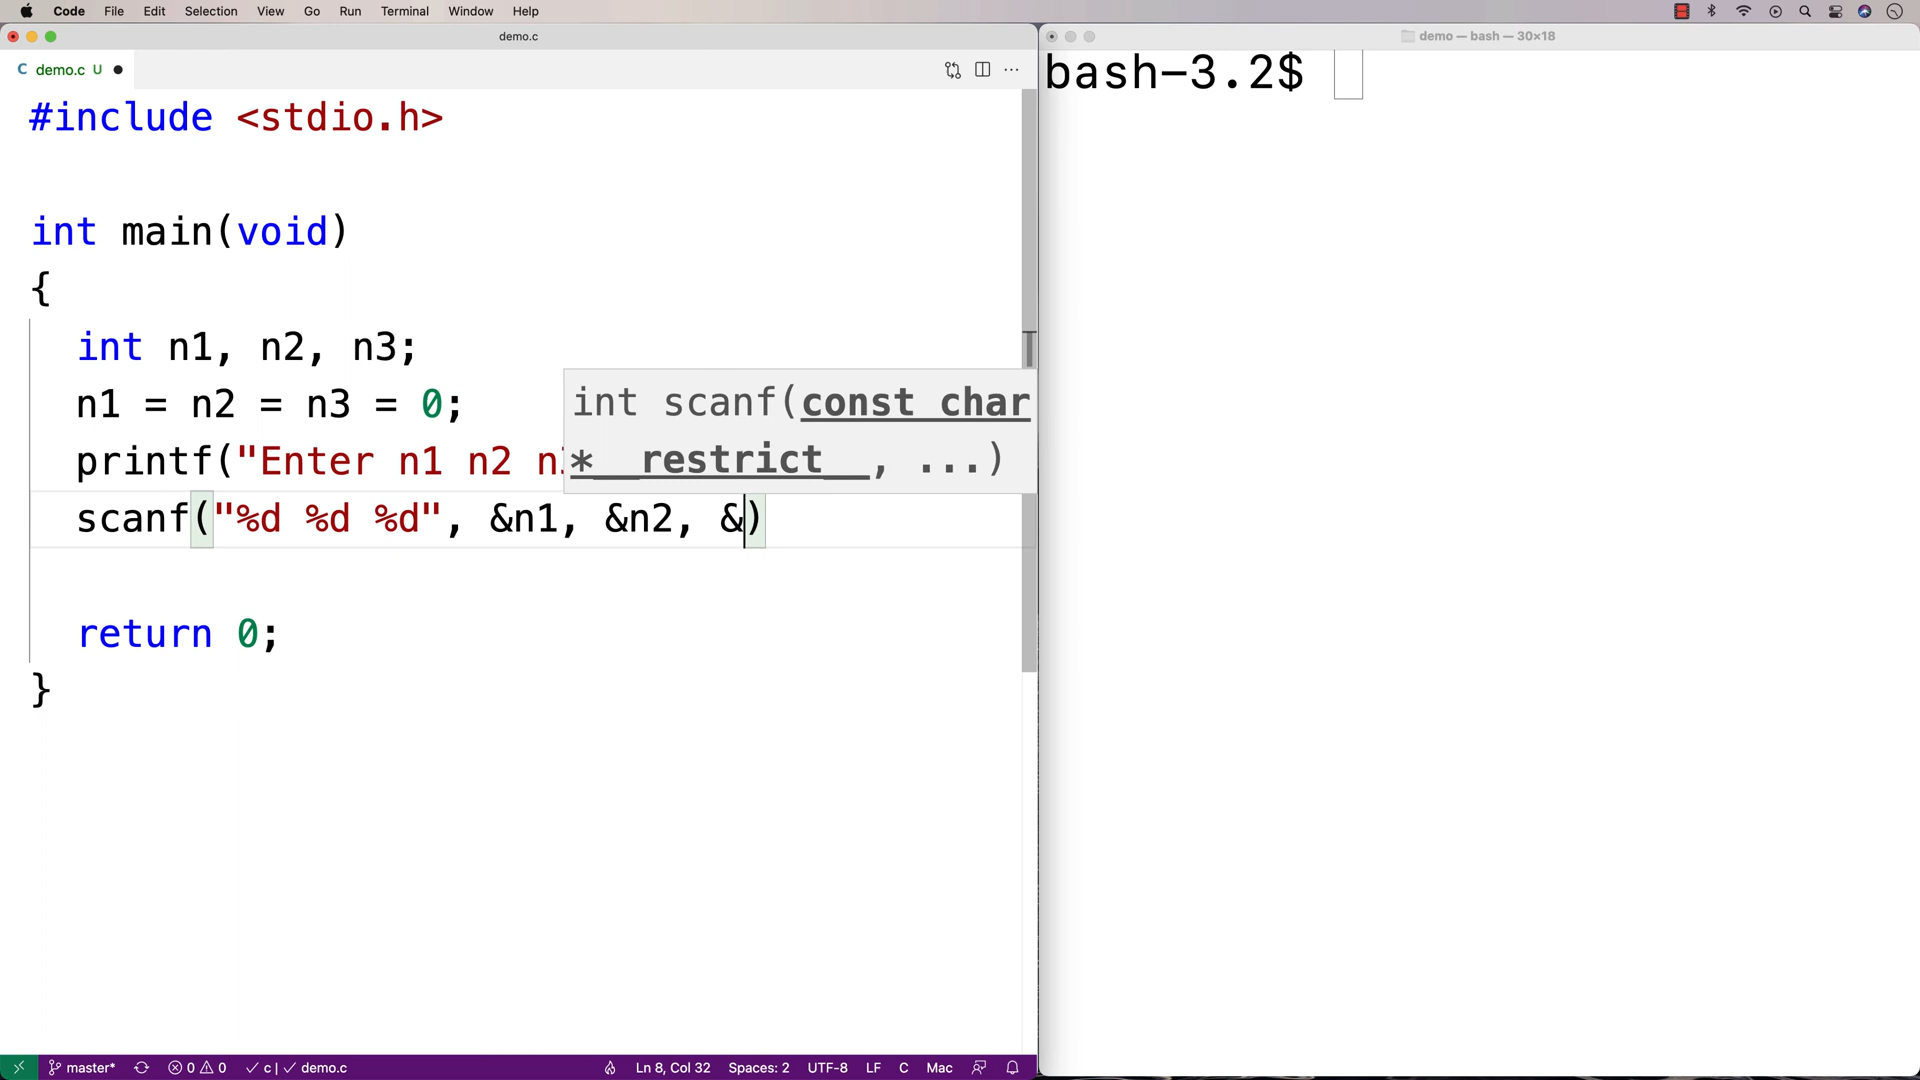 Code File Edit Selection View Go Run Terminal Window Help
demo.c
C demo.c U
#include <stdio.h>
int main(void)
{
int n1, n2, n3;
n1 = n2 = n3 = 0;
int scanf(const char
printf("Enter n1 n2
*__restrict__, ...)
scanf("%d %d %d", &n1, &n2, &)
return 0;
}
master* 0 0 c | demo.c Ln 8, Col 32 Spaces: 2 UTF-8 LF C Mac
demo — bash — 30×18
bash-3.2$